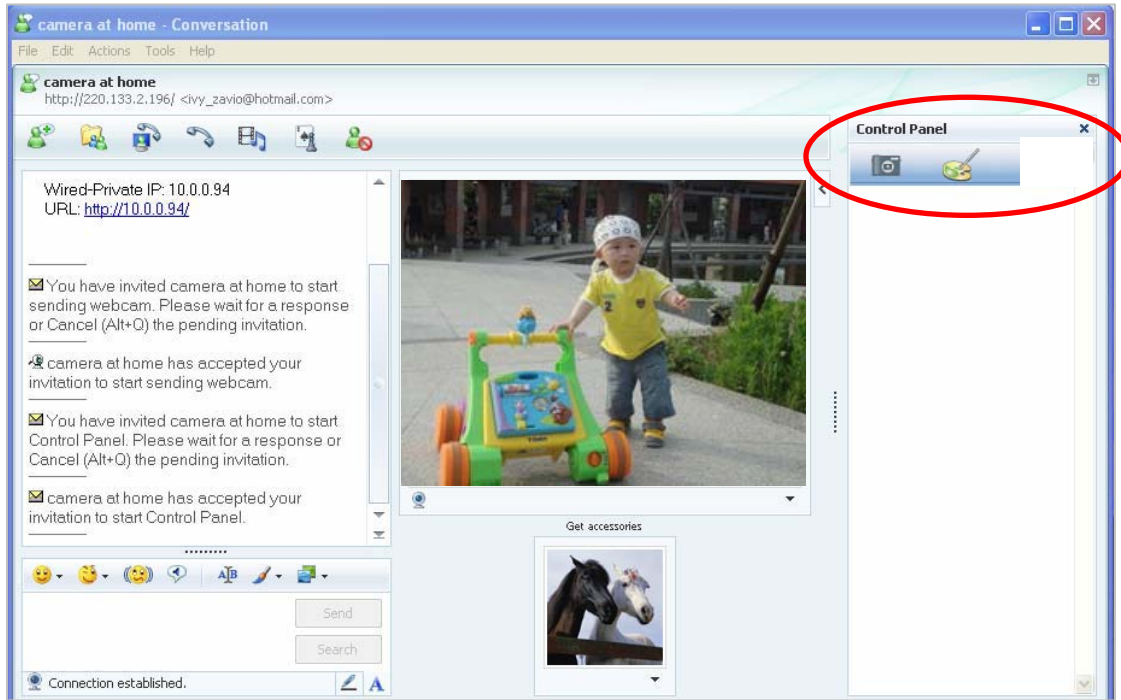 camera at home - Conversation
File Edit Actions Tools Help
camera at home
http://220.133.2.196/ <ivy_zavio@hotmail.com>
Control Panel
Wired-Private IP: 10.0.0.94
URL: http://10.0.0.94/
You have invited camera at home to start
sending webcam. Please wait for a response
or Cancel (Alt+Q) the pending invitation.
camera at home has accepted your
invitation to start sending webcam.
You have invited camera at home to start
Control Panel. Please wait for a response or
Cancel (Alt+Q) the pending invitation.
camera at home has accepted your
invitation to start Control Panel.
2
Get accessories
Send
Search
Connection established.